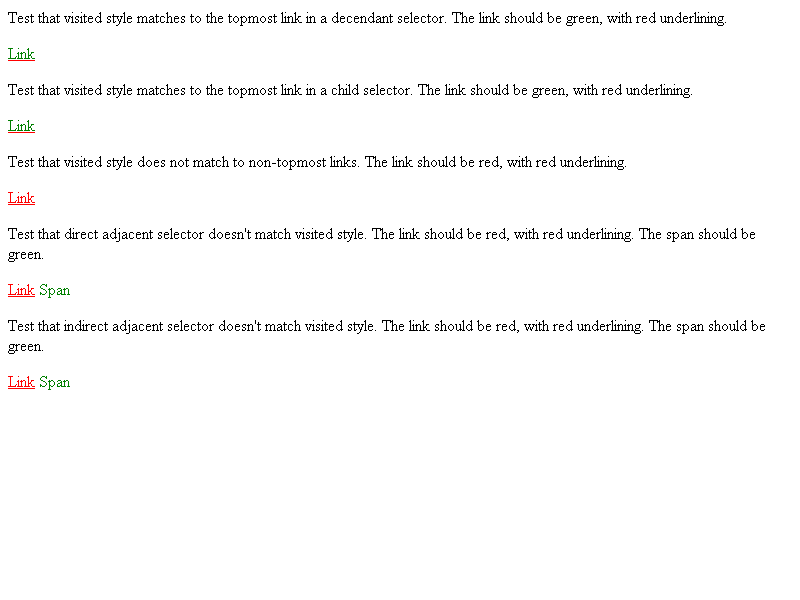 Test that visited style matches to the topmost link in a decendant selector. The link should be green, with red underlining.
Link
Test that visited style matches to the topmost link in a child selector. The link should be green, with red underlining.
Link
Test that visited style does not match to non-topmost links. The link should be red, with red underlining.
Link
Test that direct adjacent selector doesn't match visited style. The link should be red, with red underlining. The span should be
green.
Link Span
Test that indirect adjacent selector doesn't match visited style. The link should be red, with red underlining. The span should be
green.
Link Span